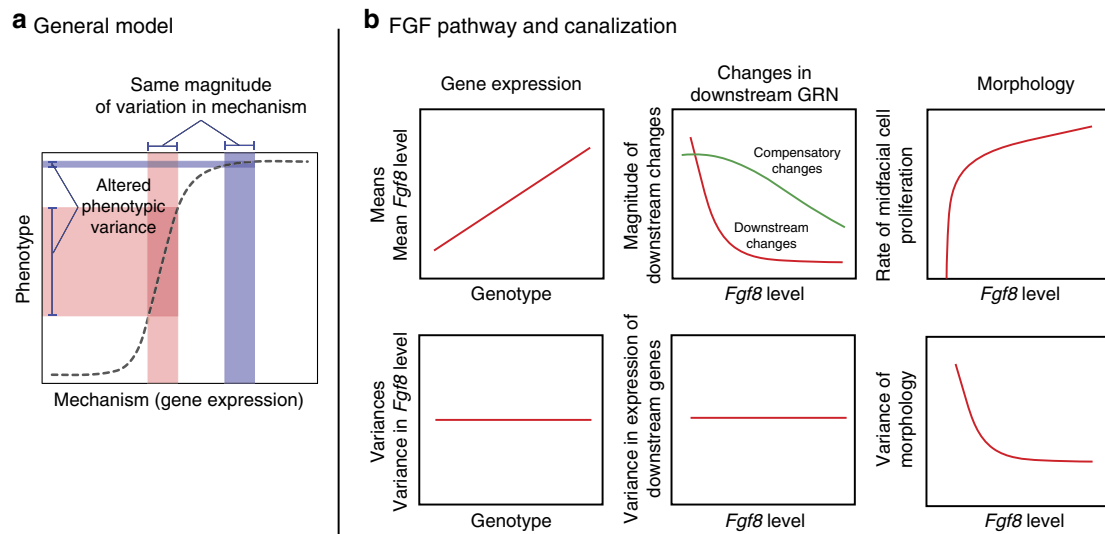 a General model
Same magnitude
of variation in mechanism
Altered
phenotypic
variance
Phenotype
Mechanism (gene expression)
b FGF pathway and canalization
Gene expression
Means
Mean Fgf8 level
Genotype
Changes in
downstream GRN
Magnitude of
downstream changes
Compensatory
changes
Downstream
changes
Fgf8 level
Morphology
Rate of midfacial cell
proliferation
Fgf8 level
Variances
Variance in Fgf8 level
Genotype
Variance in expression of
downstream genes
Fgf8 level
Variance of
morphology
Fgf8 level